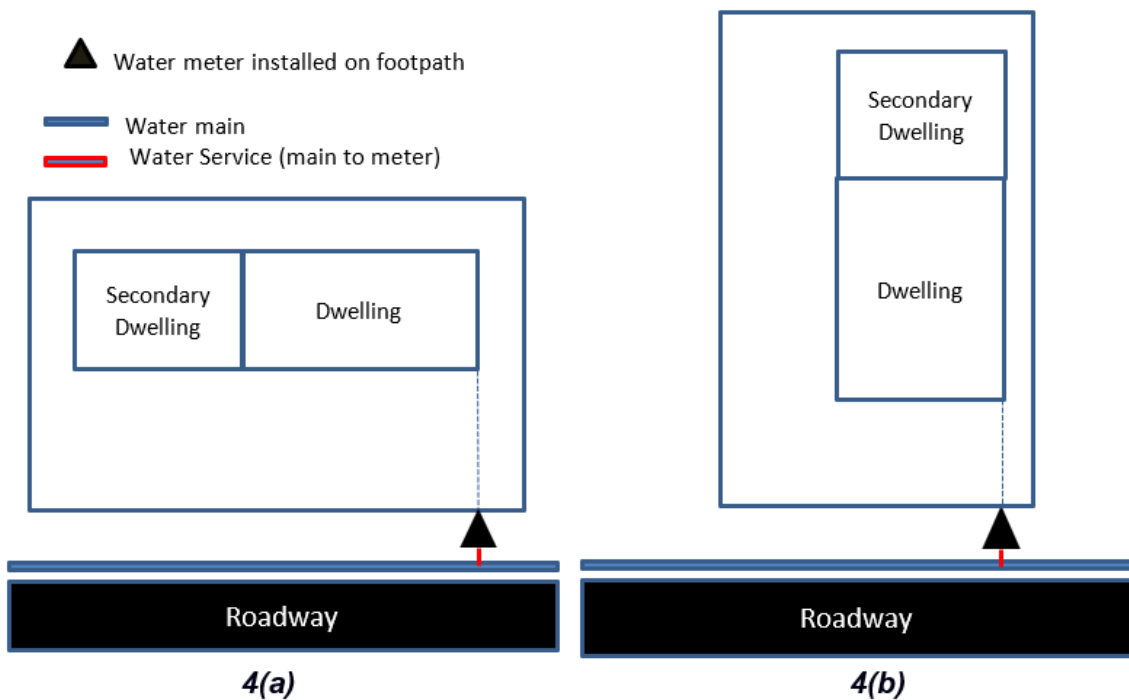 Water meter installed on footpath
Water main
Water Service (main to meter)
Secondary
Dwelling
Dwelling
Roadway
4(a)
Secondary
Dwelling
Dwelling
Roadway
4(b)